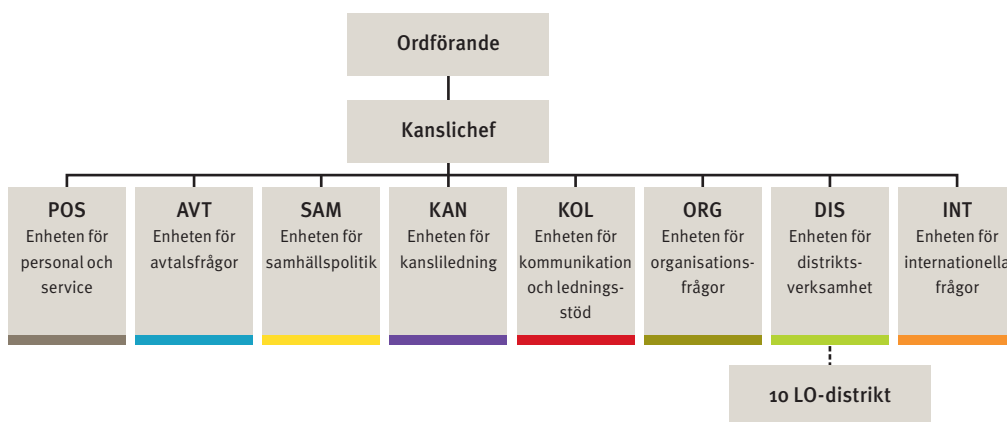 Ordförande
Kanslichef
POS
Enheten för
personal och
service
AVT
Enheten för
avtalsfrågor
SAM
Enheten för
samhällspolitik
KAN
Enheten för
kansliledning
KOL
Enheten för
kommunikation
och lednings-
stöd
ORG
Enheten för
organisations-
frågor
DIS
Enheten för
distrikts-
verksamhet
INT
Enheten för
internationella
frågor
10 LO-distrikt